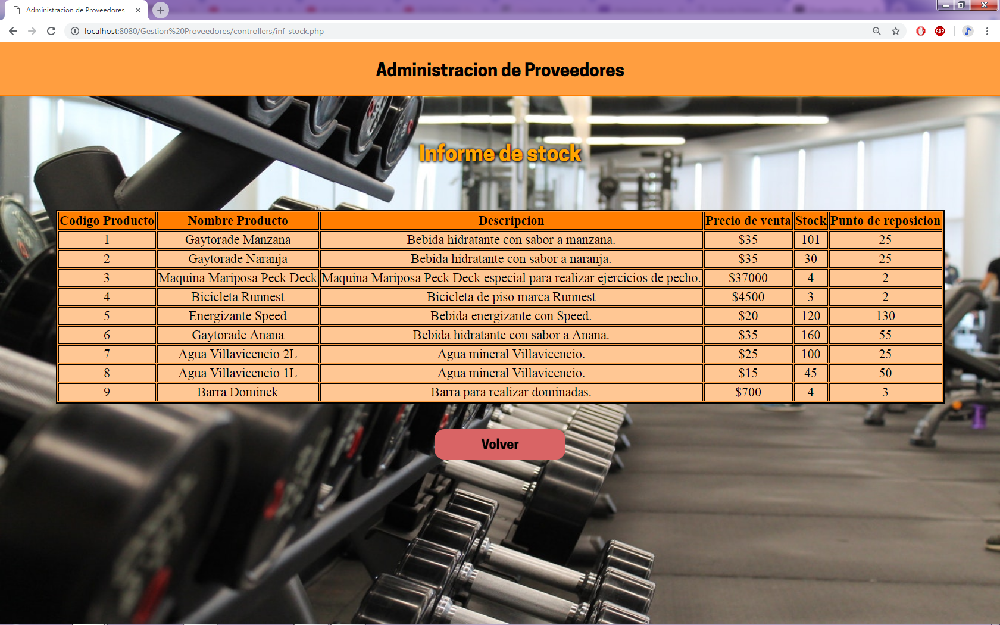 Administracion de Proveedores
localhost:8080/Gestion%20Proveedores/controllers/inf_stock.php
ABP
Administracion de Proveedores
Informe de stock
Codigo Producto Nombre Producto Descripcion Precio de venta Stock Punto de reposicion
1 Gaytorade Manzana Bebida hidratante con sabor a manzana. $35 101 25
2 Gaytorade Naranja Bebida hidratante con sabor a naranja. $35 30 25
3 Maquina Mariposa Peck Deck Maquina Mariposa Peck Deck especial para realizar ejercicios de pecho. $37000 4 2
4 Bicicleta Runnest Bicicleta de piso marca Runnest $4500 3 2
5 Energizante Speed Bebida energizante con Speed. $20 120 130
6 Gaytorade Anana Bebida hidratante con sabor a Anana. $35 160 55
7 Agua Villavicencio 2L Agua mineral Villavicencio. $25 100 25
8 Agua Villavicencio 1L Agua mineral Villavicencio. $15 45 50
9 Barra Dominek Barra para realizar dominadas. $700 4 3
Volver